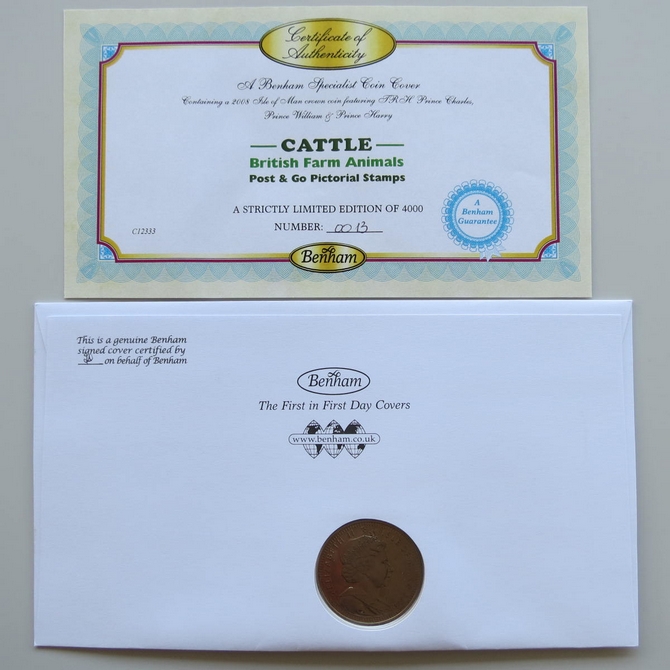 Certificate of
Authenticity
A Benham Specialist Coin Cover
Containing a 2008 Isle of Man crown coin featuring TRH Prince Charles,
Prince William & Prince Harry
CATTLE
British Farm Animals
Post & Go Pictorial Stamps
A STRICTLY LIMITED EDITION OF 4000
NUMBER: 0013
C12333
A
Benham
Guarantee
Benham
This is a genuine Benham
signed cover certified by
on behalf of Benham
Benham
The First in First Day Covers
www.benham.co.uk